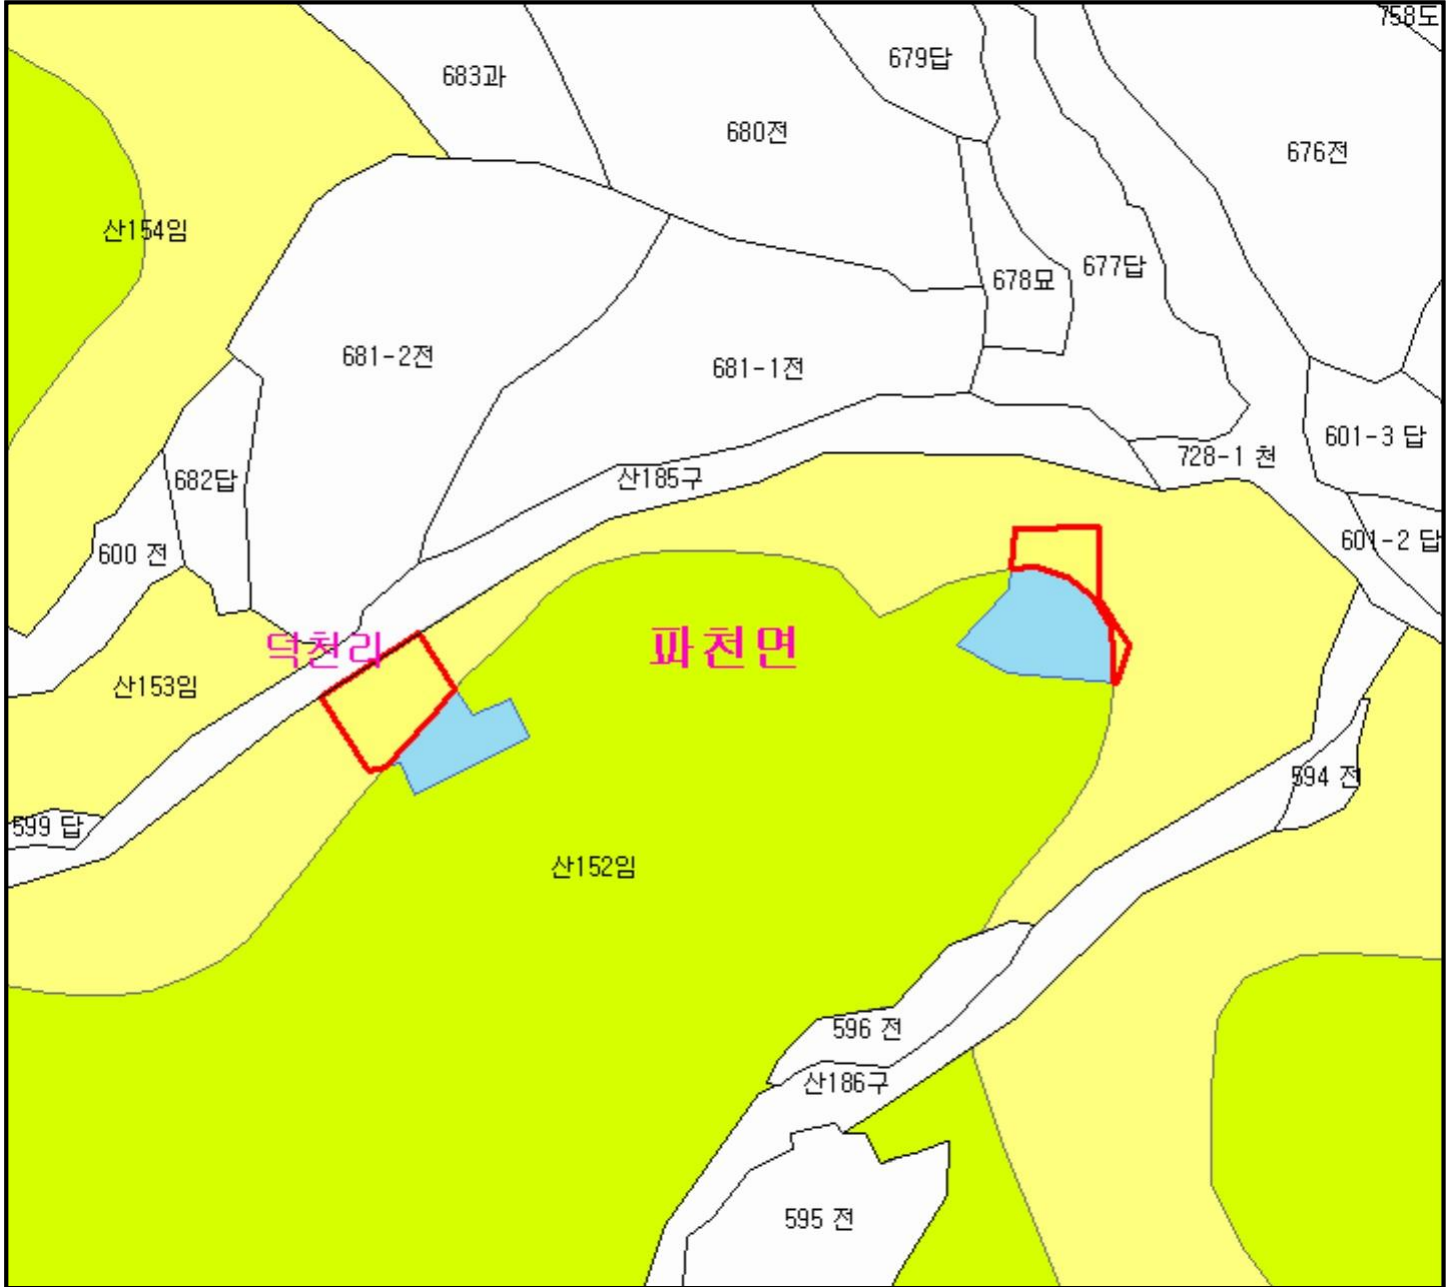 758도
683과
679답
680전
676전
산154임
678묘
677답
681-2전
681-1전
601-3 답
728-1 천
682답
산185구
600 전
601-2 답
덕천리
파천면
산153임
594 전
599 답
산152임
596 전
산186구
595 전